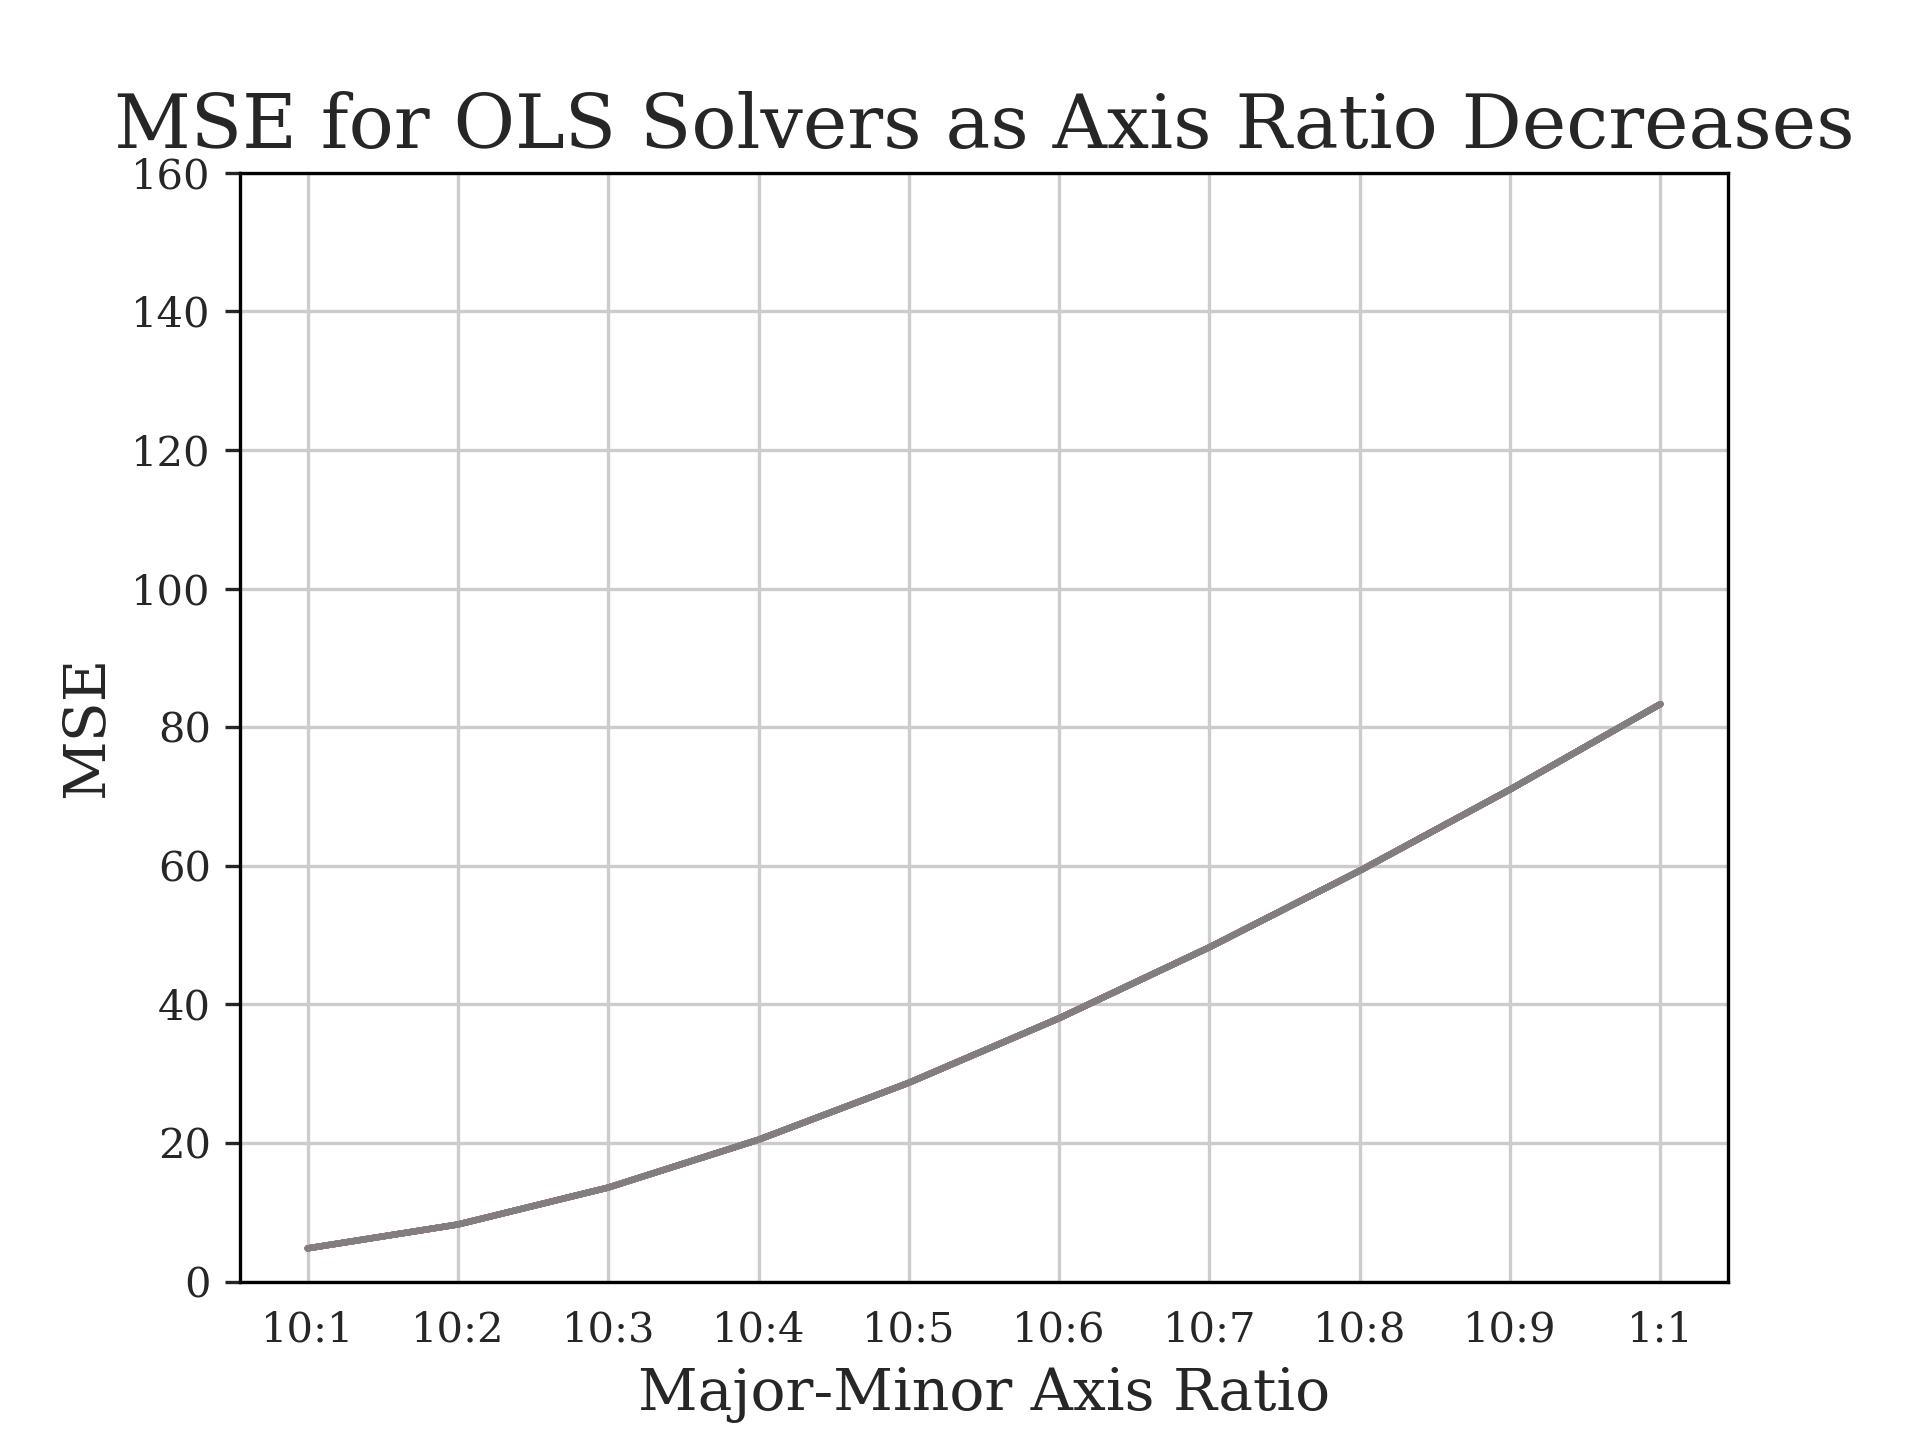 MSE for OLS Solvers as Axis Ratio Decreases
160
140
120
100
80
60
40
20
0
MSE
10:1 10:2 10:3 10:4 10:5 10:6 10:7 10:8 10:9 1:1
Major-Minor Axis Ratio